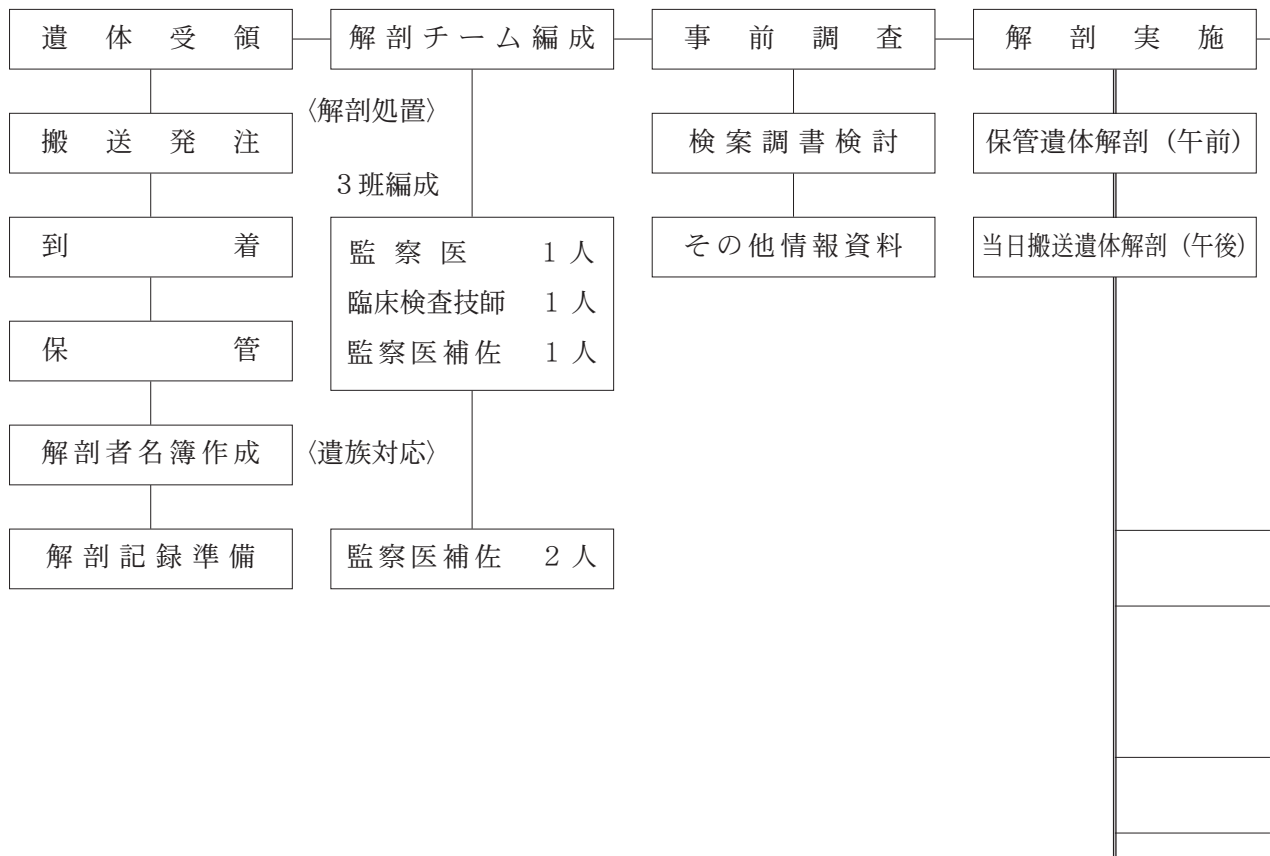 遺体受領
解剖チーム編成
事前調査
解剖実施
搬送発注
到着
保管
解剖者名簿作成
解剖記録準備
〈解剖処置〉
3班編成
監察医 1人
臨床検査技師 1人
監察医補佐 1人
〈遺族対応〉
監察医補佐 2人
検案調書検討
その他情報資料
保管遺体解剖（午前）
当日搬送遺体解剖（午後）